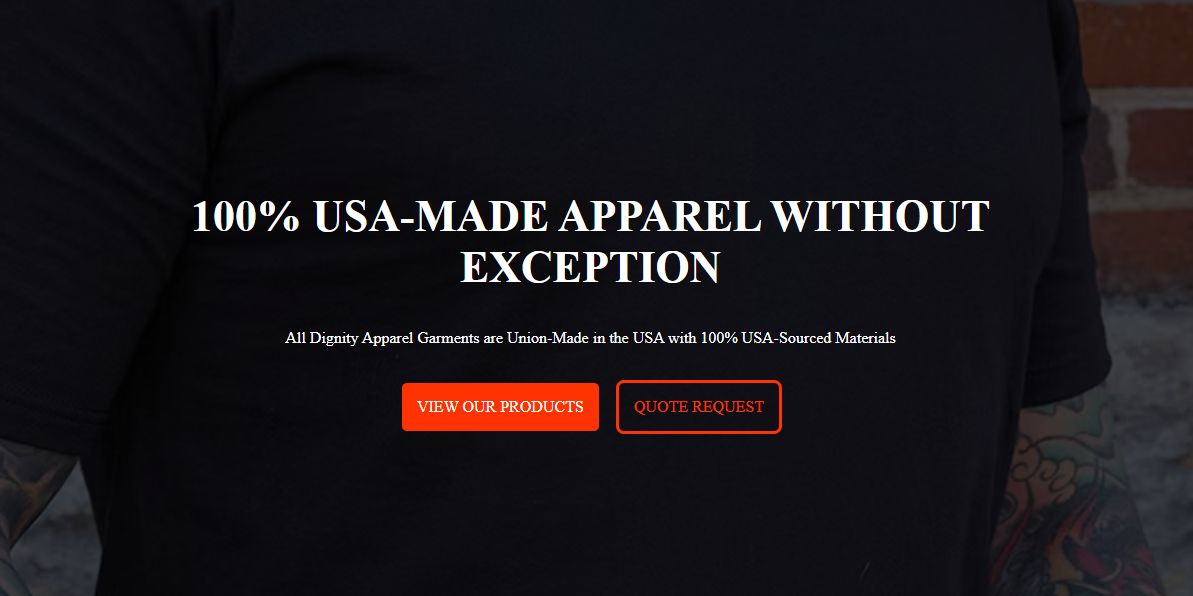 100% USA-MADE APPAREL WITHOUT
EXCEPTION
All Dignity Apparel Garments are Union-Made in the USA with 100% USA-Sourced Materials
VIEW OUR PRODUCTS
QUOTE REQUEST